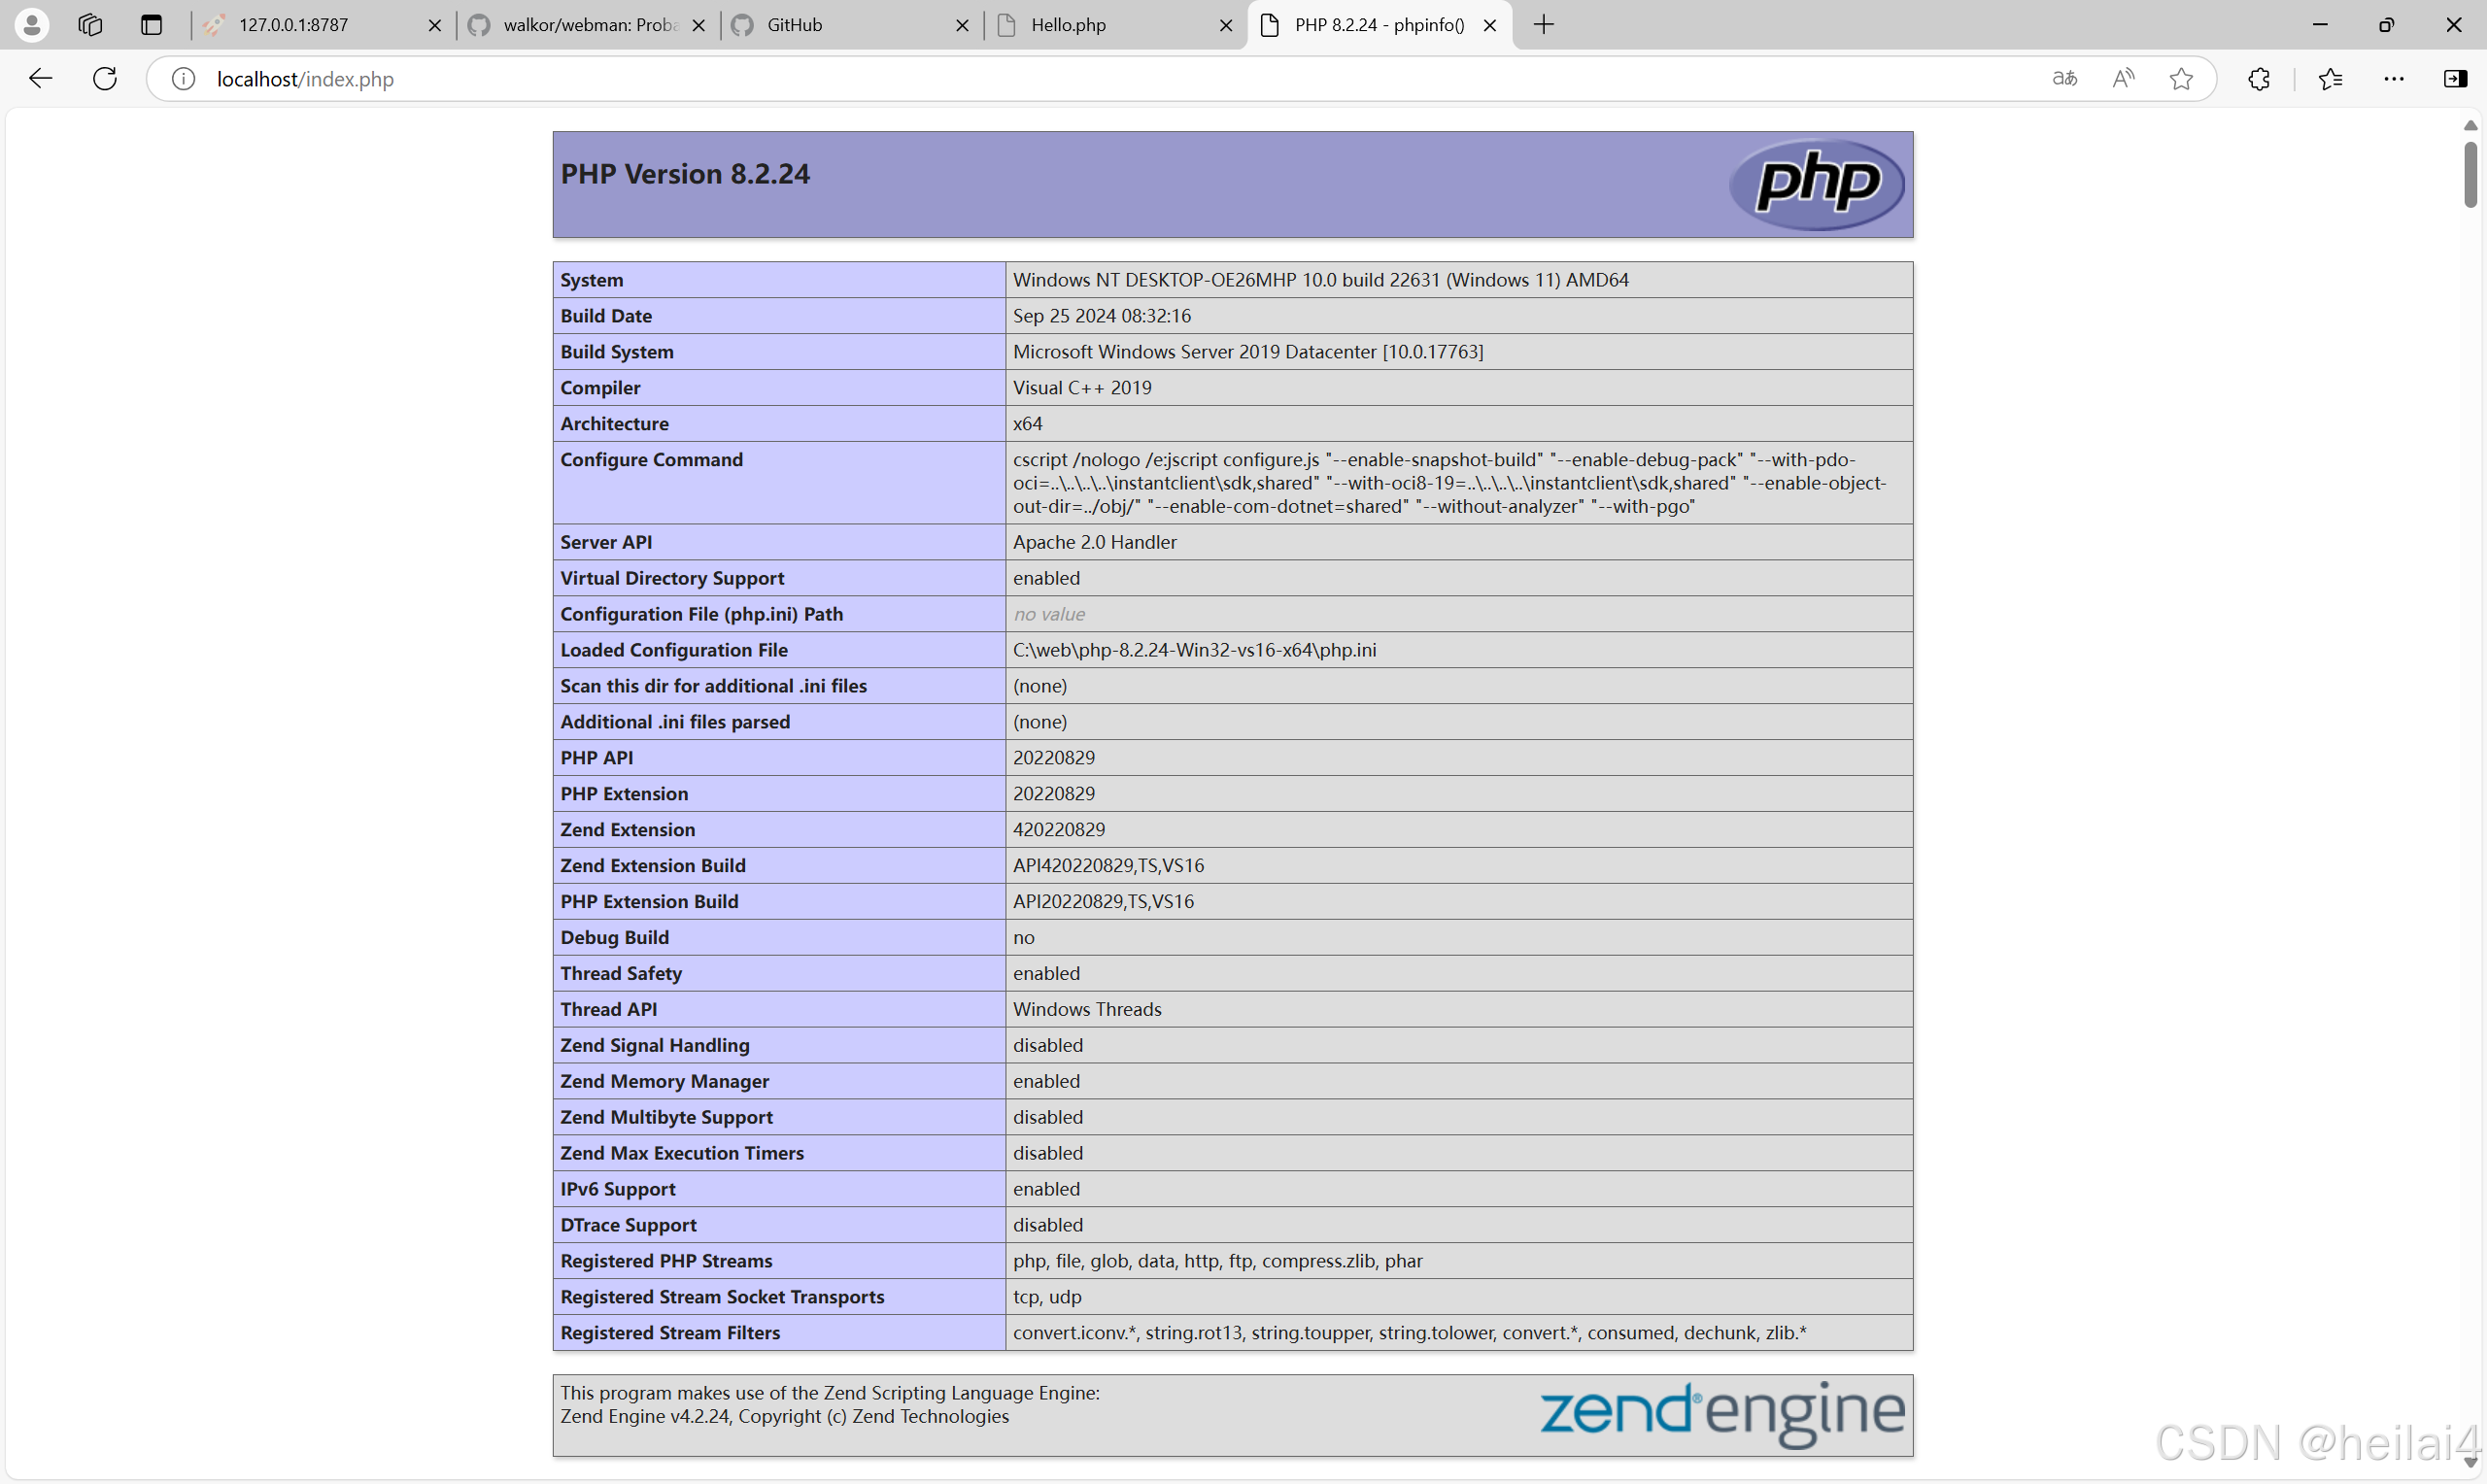 127.0.0.1:8787
walkor/webman: Proba
GitHub
Hello.php
PHP 8.2.24 - phpinfo()
localhost/index.php
PHP Version 8.2.24
php
System Windows NT DESKTOP-OE26MHP 10.0 build 22631 (Windows 11) AMD64
Build Date Sep 25 2024 08:32:16
Build System Microsoft Windows Server 2019 Datacenter [10.0.17763]
Compiler Visual C++ 2019
Architecture x64
Configure Command cscript /nologo /e:jscript configure.js "--enable-snapshot-build" "--enable-debug-pack" "--with-pdo-
oci=..\..\..\..\instantclient\sdk,shared" "--with-oci8-19=..\..\..\..\instantclient\sdk,shared" "--enable-object-
out-dir=../obj/" "--enable-com-dotnet=shared" "--without-analyzer" "--with-pgo"
Server API Apache 2.0 Handler
Virtual Directory Support enabled
Configuration File (php.ini) Path no value
Loaded Configuration File C:\web\php-8.2.24-Win32-vs16-x64\php.ini
Scan this dir for additional .ini files (none)
Additional .ini files parsed (none)
PHP API 20220829
PHP Extension 20220829
Zend Extension 420220829
Zend Extension Build API420220829,TS,VS16
PHP Extension Build API20220829,TS,VS16
Debug Build no
Thread Safety enabled
Thread API Windows Threads
Zend Signal Handling disabled
Zend Memory Manager enabled
Zend Multibyte Support disabled
Zend Max Execution Timers disabled
IPv6 Support enabled
DTrace Support disabled
Registered PHP Streams php, file, glob, data, http, ftp, compress.zlib, phar
Registered Stream Socket Transports tcp, udp
Registered Stream Filters convert.iconv.*, string.rot13, string.toupper, string.tolower, convert.*, consumed, dechunk, zlib.*
This program makes use of the Zend Scripting Language Engine:
Zend Engine v4.2.24, Copyright (c) Zend Technologies
zend® engine
CSDN @heilai4